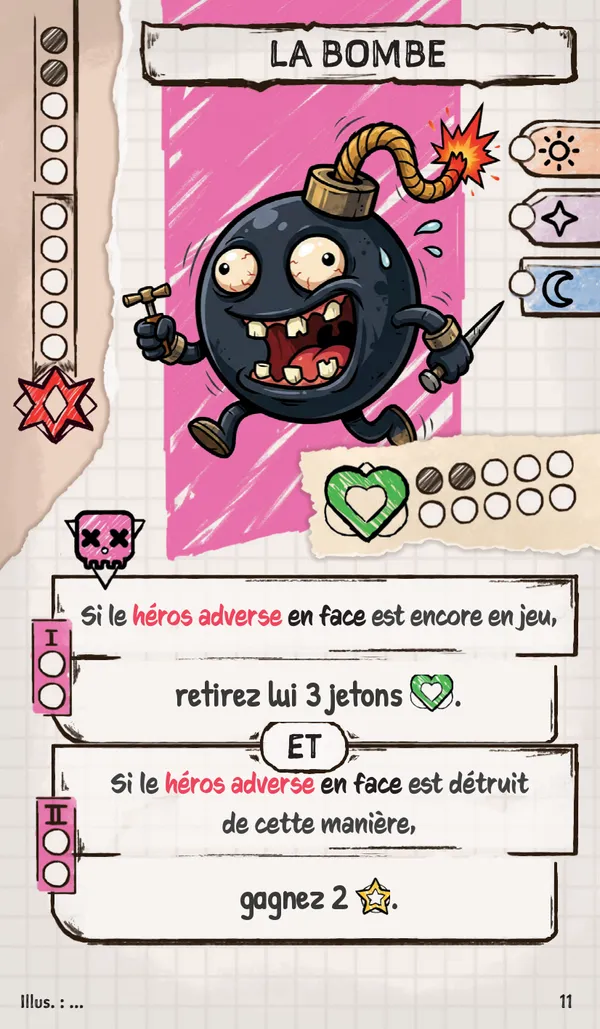 LA BOMBE
Si le héros adverse en face est encore en jeu,
I
retirez lui 3 jetons .
ET
Si le héros adverse en face est détruit
de cette manière,
II
gagnez 2 .
Illus. : ...
11